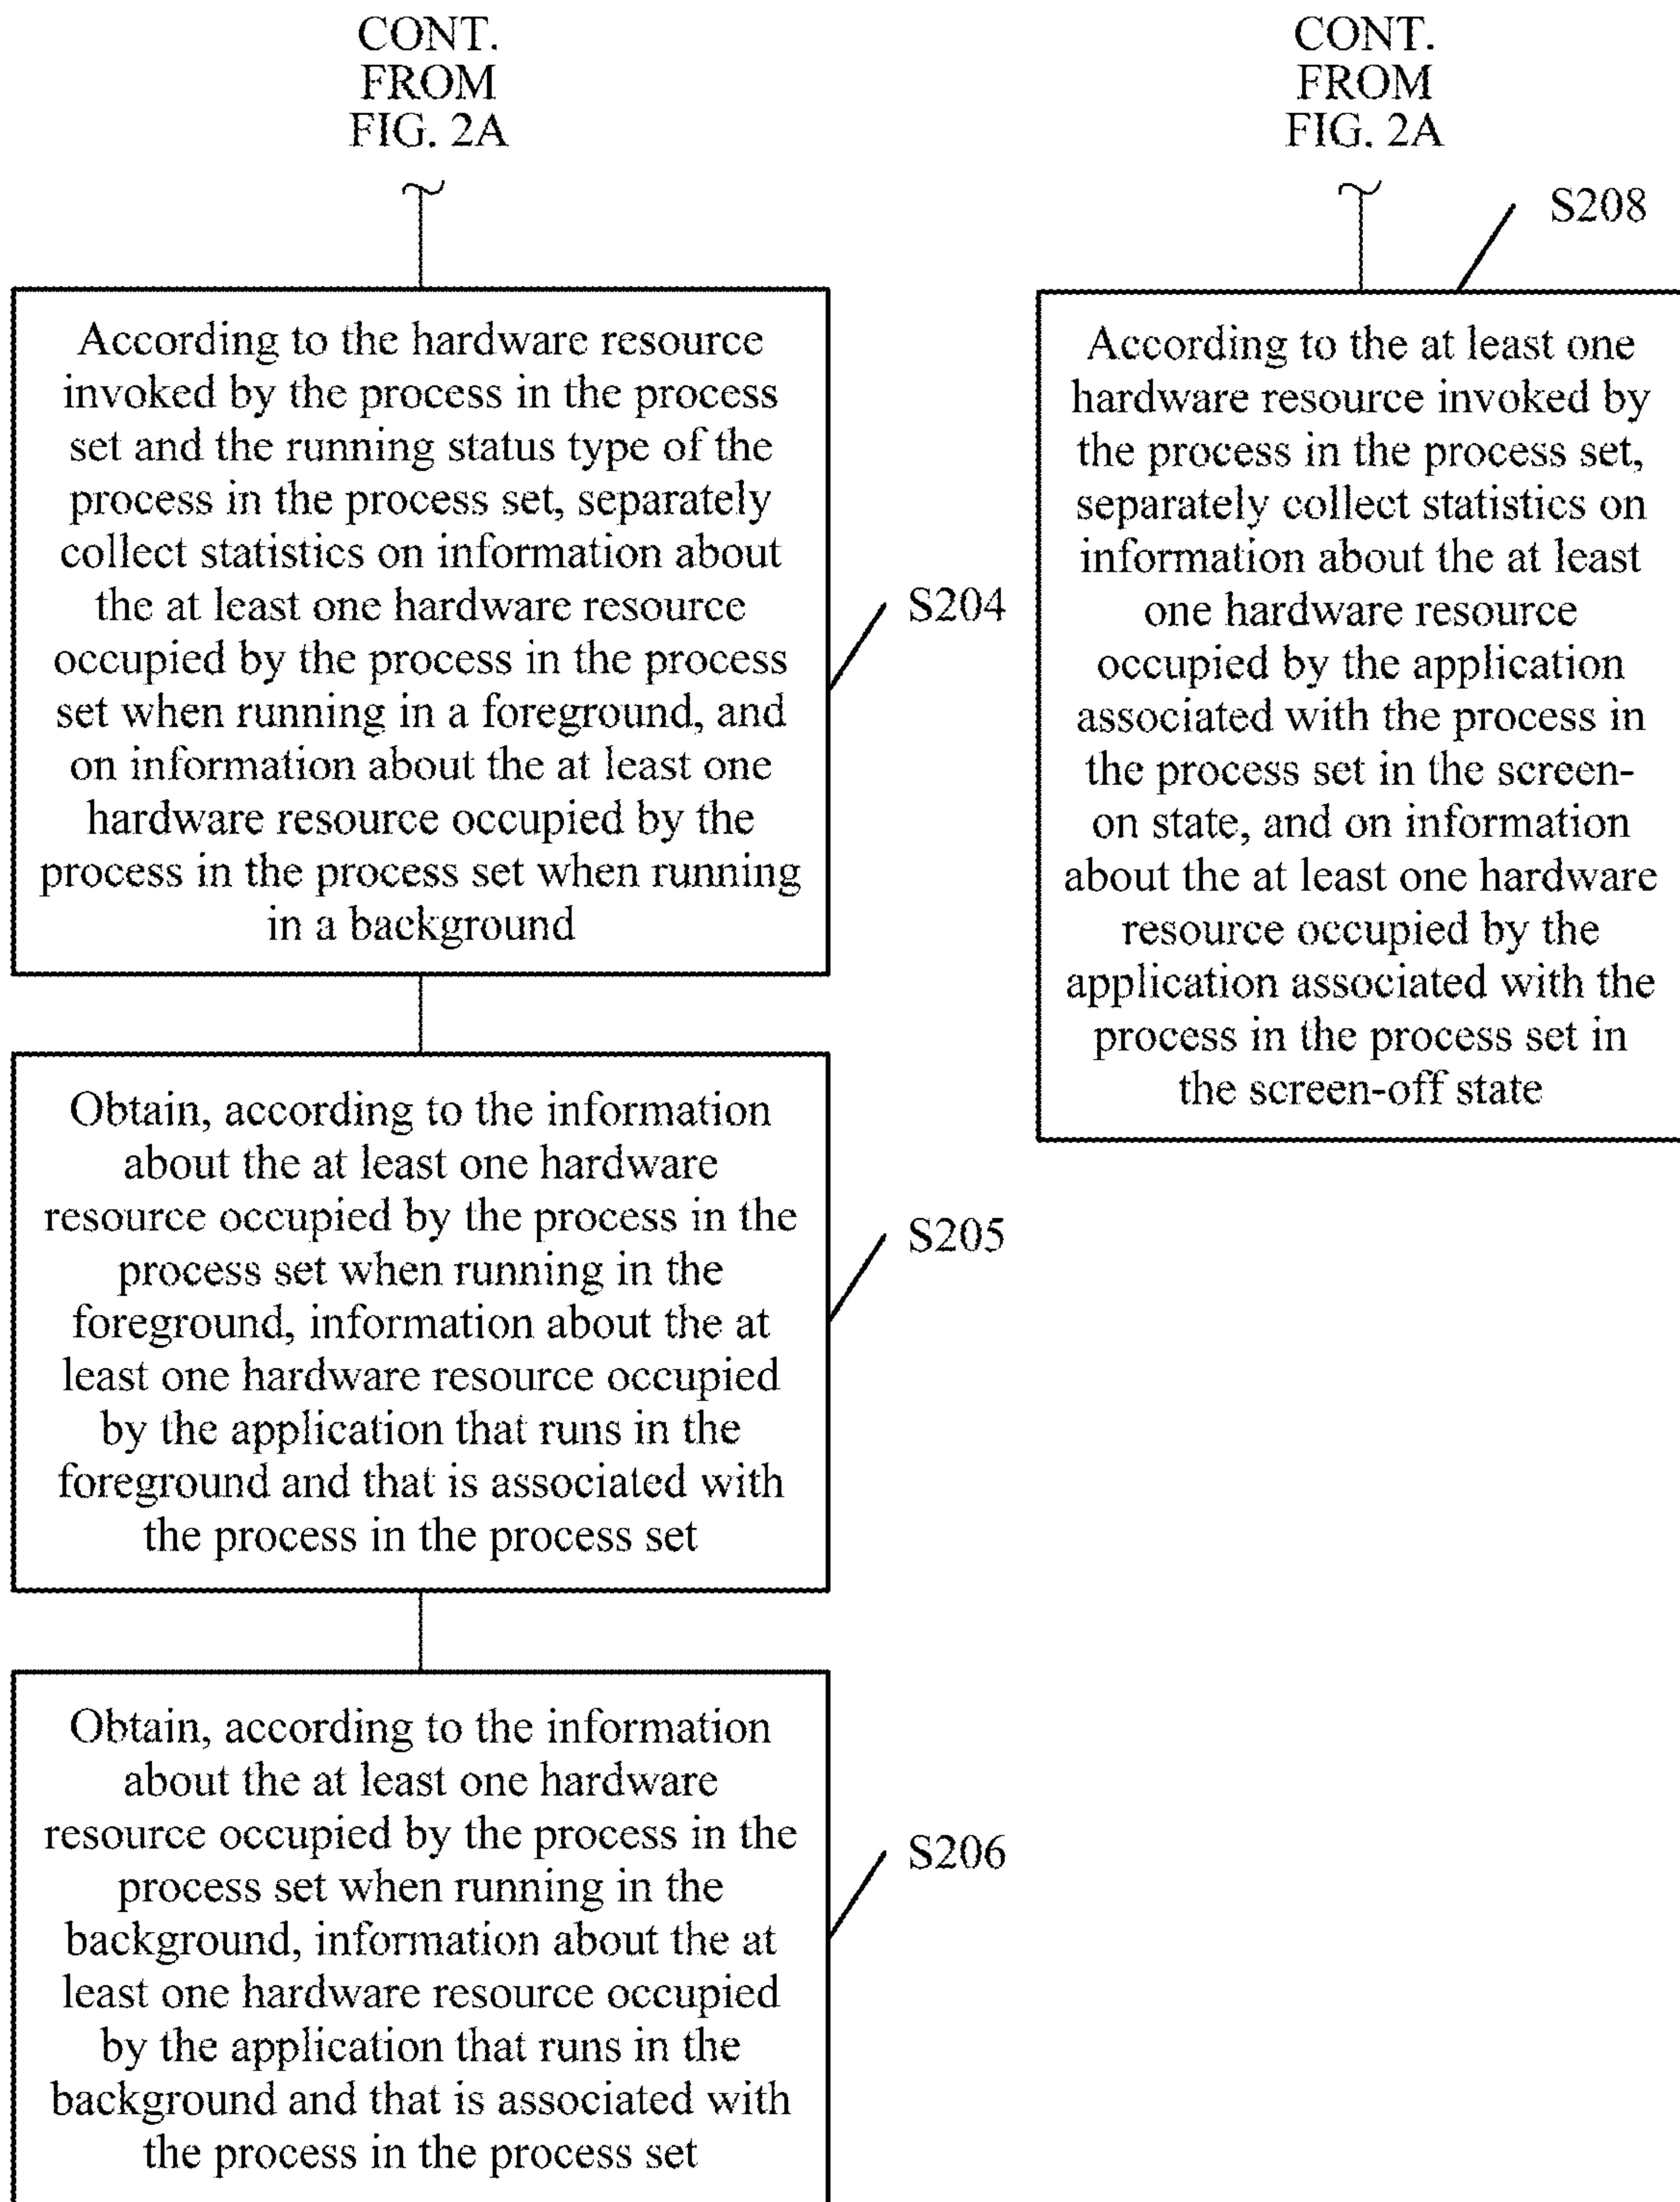 CONT.
FROM
FIG. 2A
According to the hardware resource
invoked by the process in the process
set and the running status type of the
process in the process set, separately
collect statistics on information about
the at least one hardware resource
occupied by the process in the process
set when running in a foreground, and
on information about the at least one
hardware resource occupied by the
process in the process set when running
in a background
S204
Obtain, according to the information
about the at least one hardware
resource occupied by the process in the
process set when running in the
foreground, information about the at
least one hardware resource occupied
by the application that runs in the
foreground and that is associated with
the process in the process set
S205
Obtain, according to the information
about the at least one hardware
resource occupied by the process in the
process set when running in the
background, information about the at
least one hardware resource occupied
by the application that runs in the
background and that is associated with
the process in the process set
S206
CONT.
FROM
FIG. 2A
S208
According to the at least one
hardware resource invoked by
the process in the process set,
separately collect statistics on
information about the at least
one hardware resource
occupied by the application
associated with the process in
the process set in the screen-
on state, and on information
about the at least one hardware
resource occupied by the
application associated with the
process in the process set in
the screen-off state